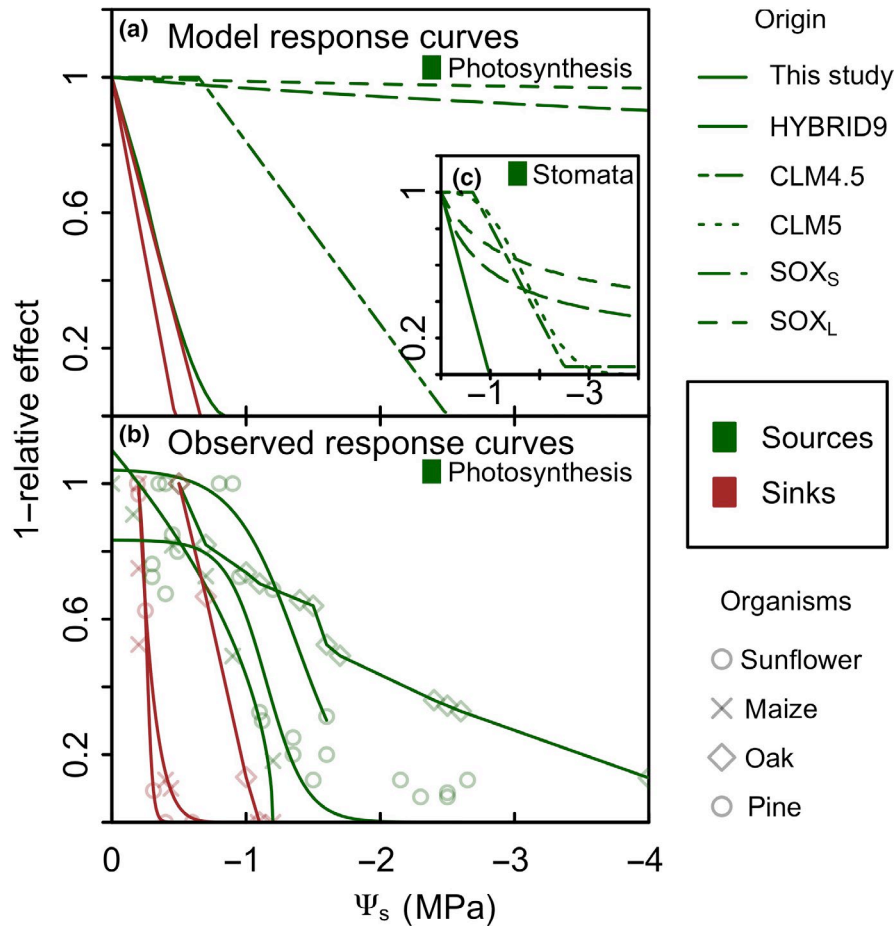 (a) Model response curves
Photosynthesis
1
0.6
0.2
(c) Stomata
1
0.2
−1
−3
1−relative effect
(b) Observed response curves
Photosynthesis
1
0.6
0.2
0
−1
−2
−3
−4
Ψs (MPa)
Origin
This study
HYBRID9
CLM4.5
CLM5
SOXS
SOXL
Sources
Sinks
Organisms
Sunflower
Maize
Oak
Pine